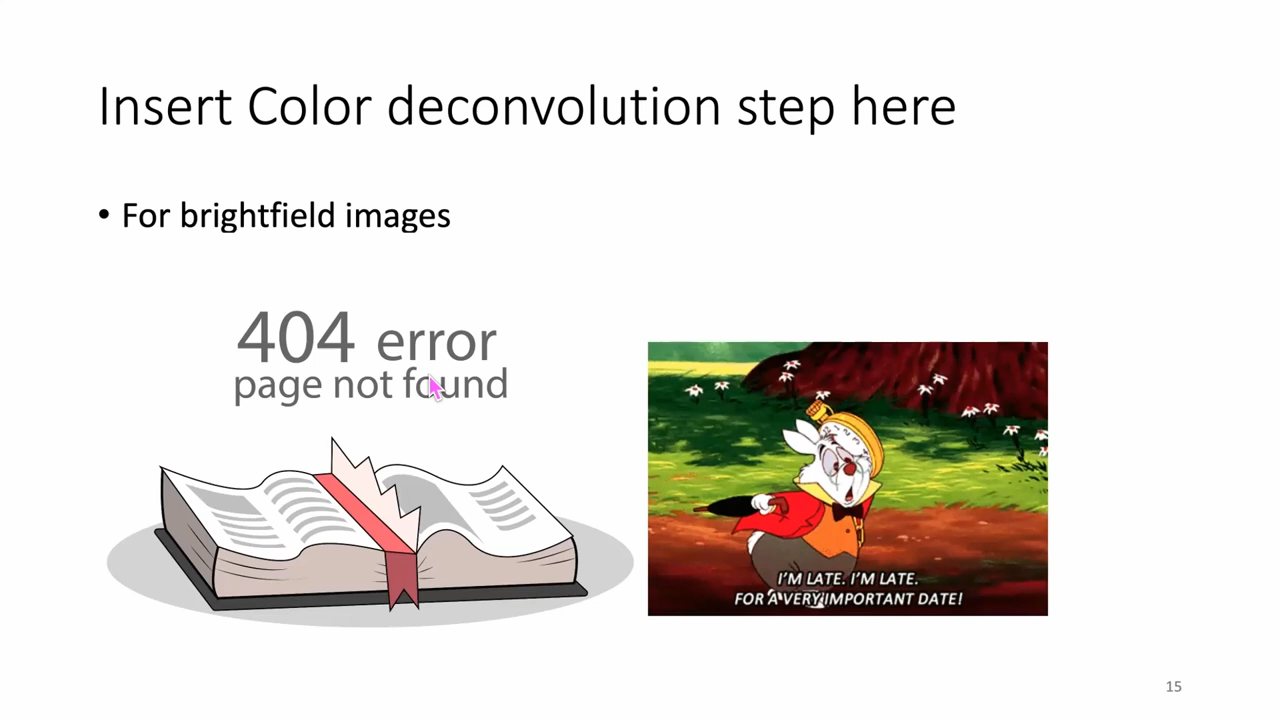 Insert Color deconvolution step here
• For brightfield images
404 error
page not found
I'M LATE. I'M LATE.
FOR A VERY IMPORTANT DATE!
15